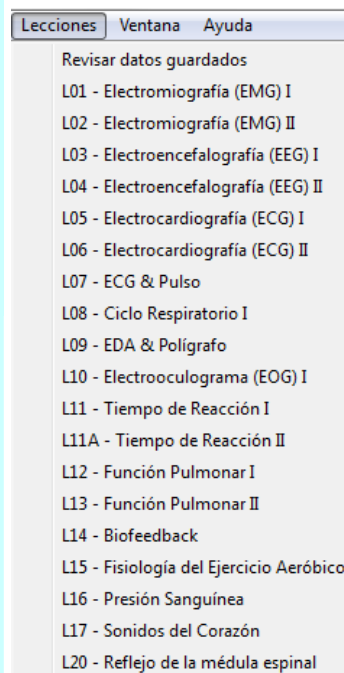 Lecciones Ventana Ayuda
Revisar datos guardados
L01 - Electromiografía (EMG) I
L02 - Electromiografía (EMG) II
L03 - Electroencefalografía (EEG) I
L04 - Electroencefalografía (EEG) II
L05 - Electrocardiografía (ECG) I
L06 - Electrocardiografía (ECG) II
L07 - ECG & Pulso
L08 - Ciclo Respiratorio I
L09 - EDA & Polígrafo
L10 - Electrooculograma (EOG) I
L11 - Tiempo de Reacción I
L11A - Tiempo de Reacción II
L12 - Función Pulmonar I
L13 - Función Pulmonar II
L14 - Biofeedback
L15 - Fisiología del Ejercicio Aeróbico
L16 - Presión Sanguínea
L17 - Sonidos del Corazón
L20 - Reflejo de la médula espinal